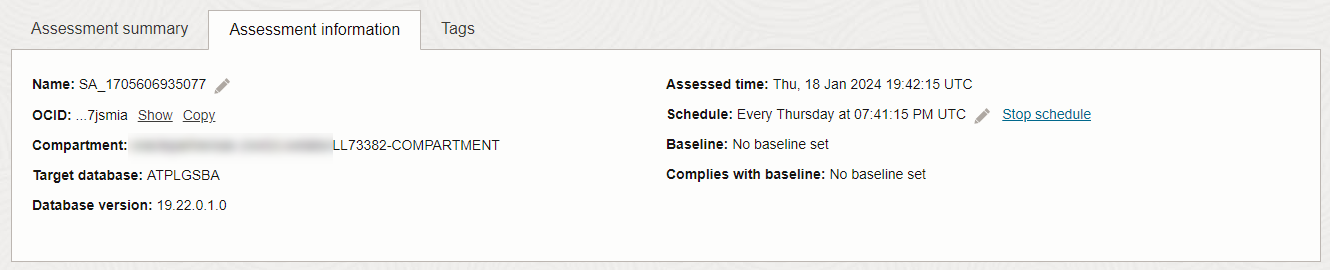 Assessment summary
Assessment information
Tags
Name: SA_1705606935077
OCID: ...7jsmia Show Copy
Compartment: LL73382-COMPARTMENT
Target database: ATPLGSBA
Database version: 19.22.0.1.0
Assessed time: Thu, 18 Jan 2024 19:42:15 UTC
Schedule: Every Thursday at 07:41:15 PM UTC Stop schedule
Baseline: No baseline set
Complies with baseline: No baseline set